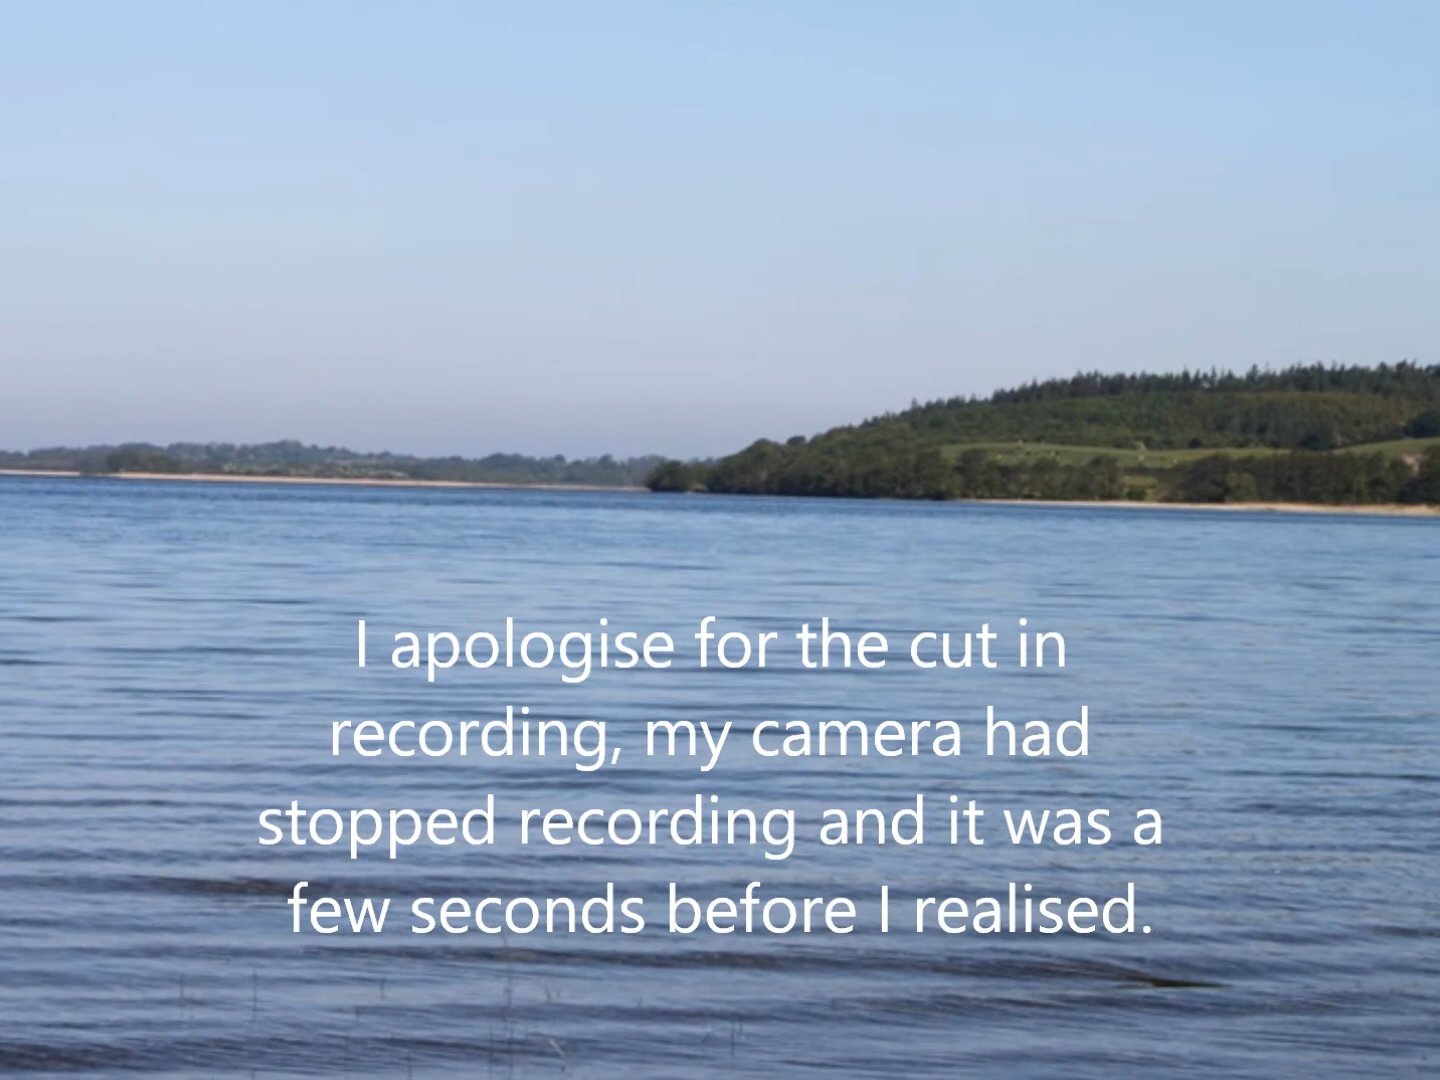 I apologise for the cut in
recording, my camera had
stopped recording and it was a
few seconds before I realised.